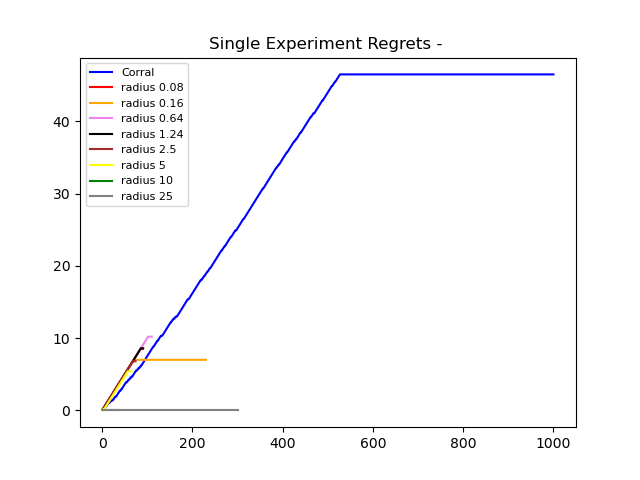 Single Experiment Regrets -
Corral
radius 0.08
radius 0.16
radius 0.64
radius 1.24
radius 2.5
radius 5
radius 10
radius 25
40
30
20
10
0
0 200 400 600 800 1000